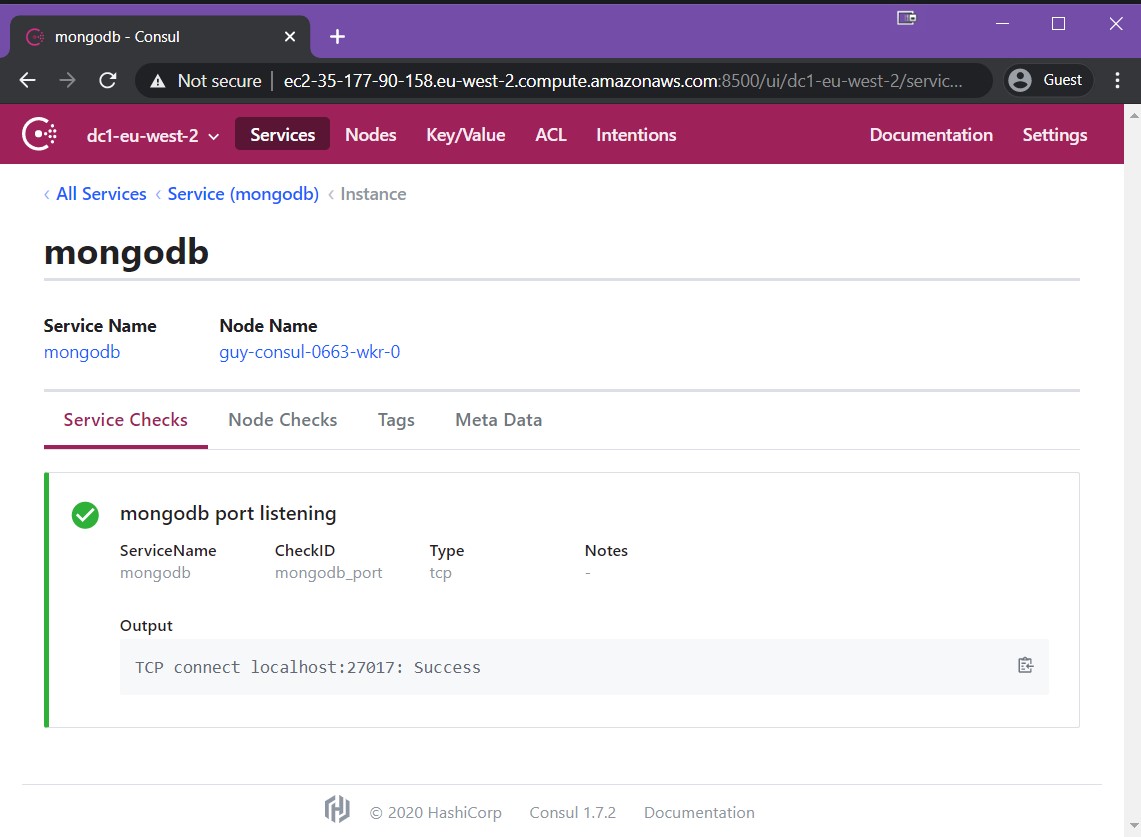 mongodb - Consul
Not secure ec2-35-177-90-158.eu-west-2.compute.amazonaws.com:8500/ui/dc1-eu-west-2/servic... Guest
dc1-eu-west-2 Services Nodes Key/Value ACL Intentions Documentation Settings
‹ All Services ‹ Service (mongodb) ‹ Instance
mongodb
Service Name Node Name
mongodb guy-consul-0663-wkr-0
Service Checks Node Checks Tags Meta Data
mongodb port listening
ServiceName CheckID Type Notes
mongodb mongodb_port tcp -
Output
TCP connect localhost:27017: Success
© 2020 HashiCorp Consul 1.7.2 Documentation